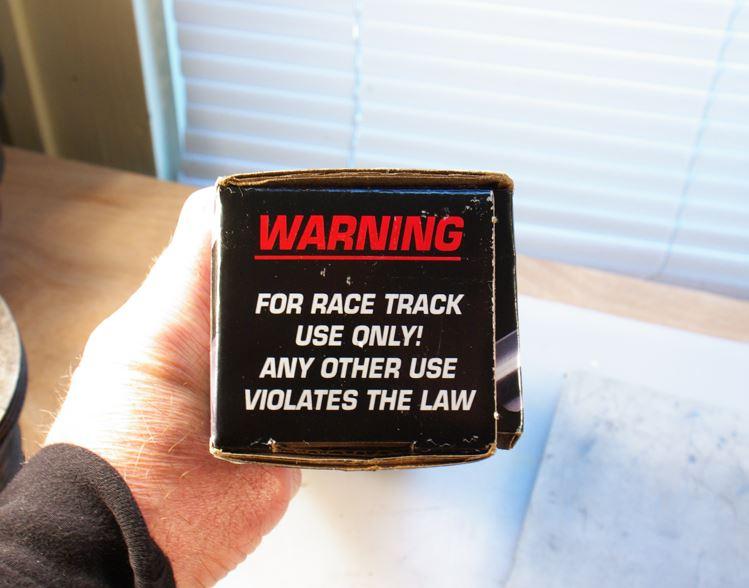 WARNING
FOR RACE TRACK
USE ONLY!
ANY OTHER USE
VIOLATES THE LAW